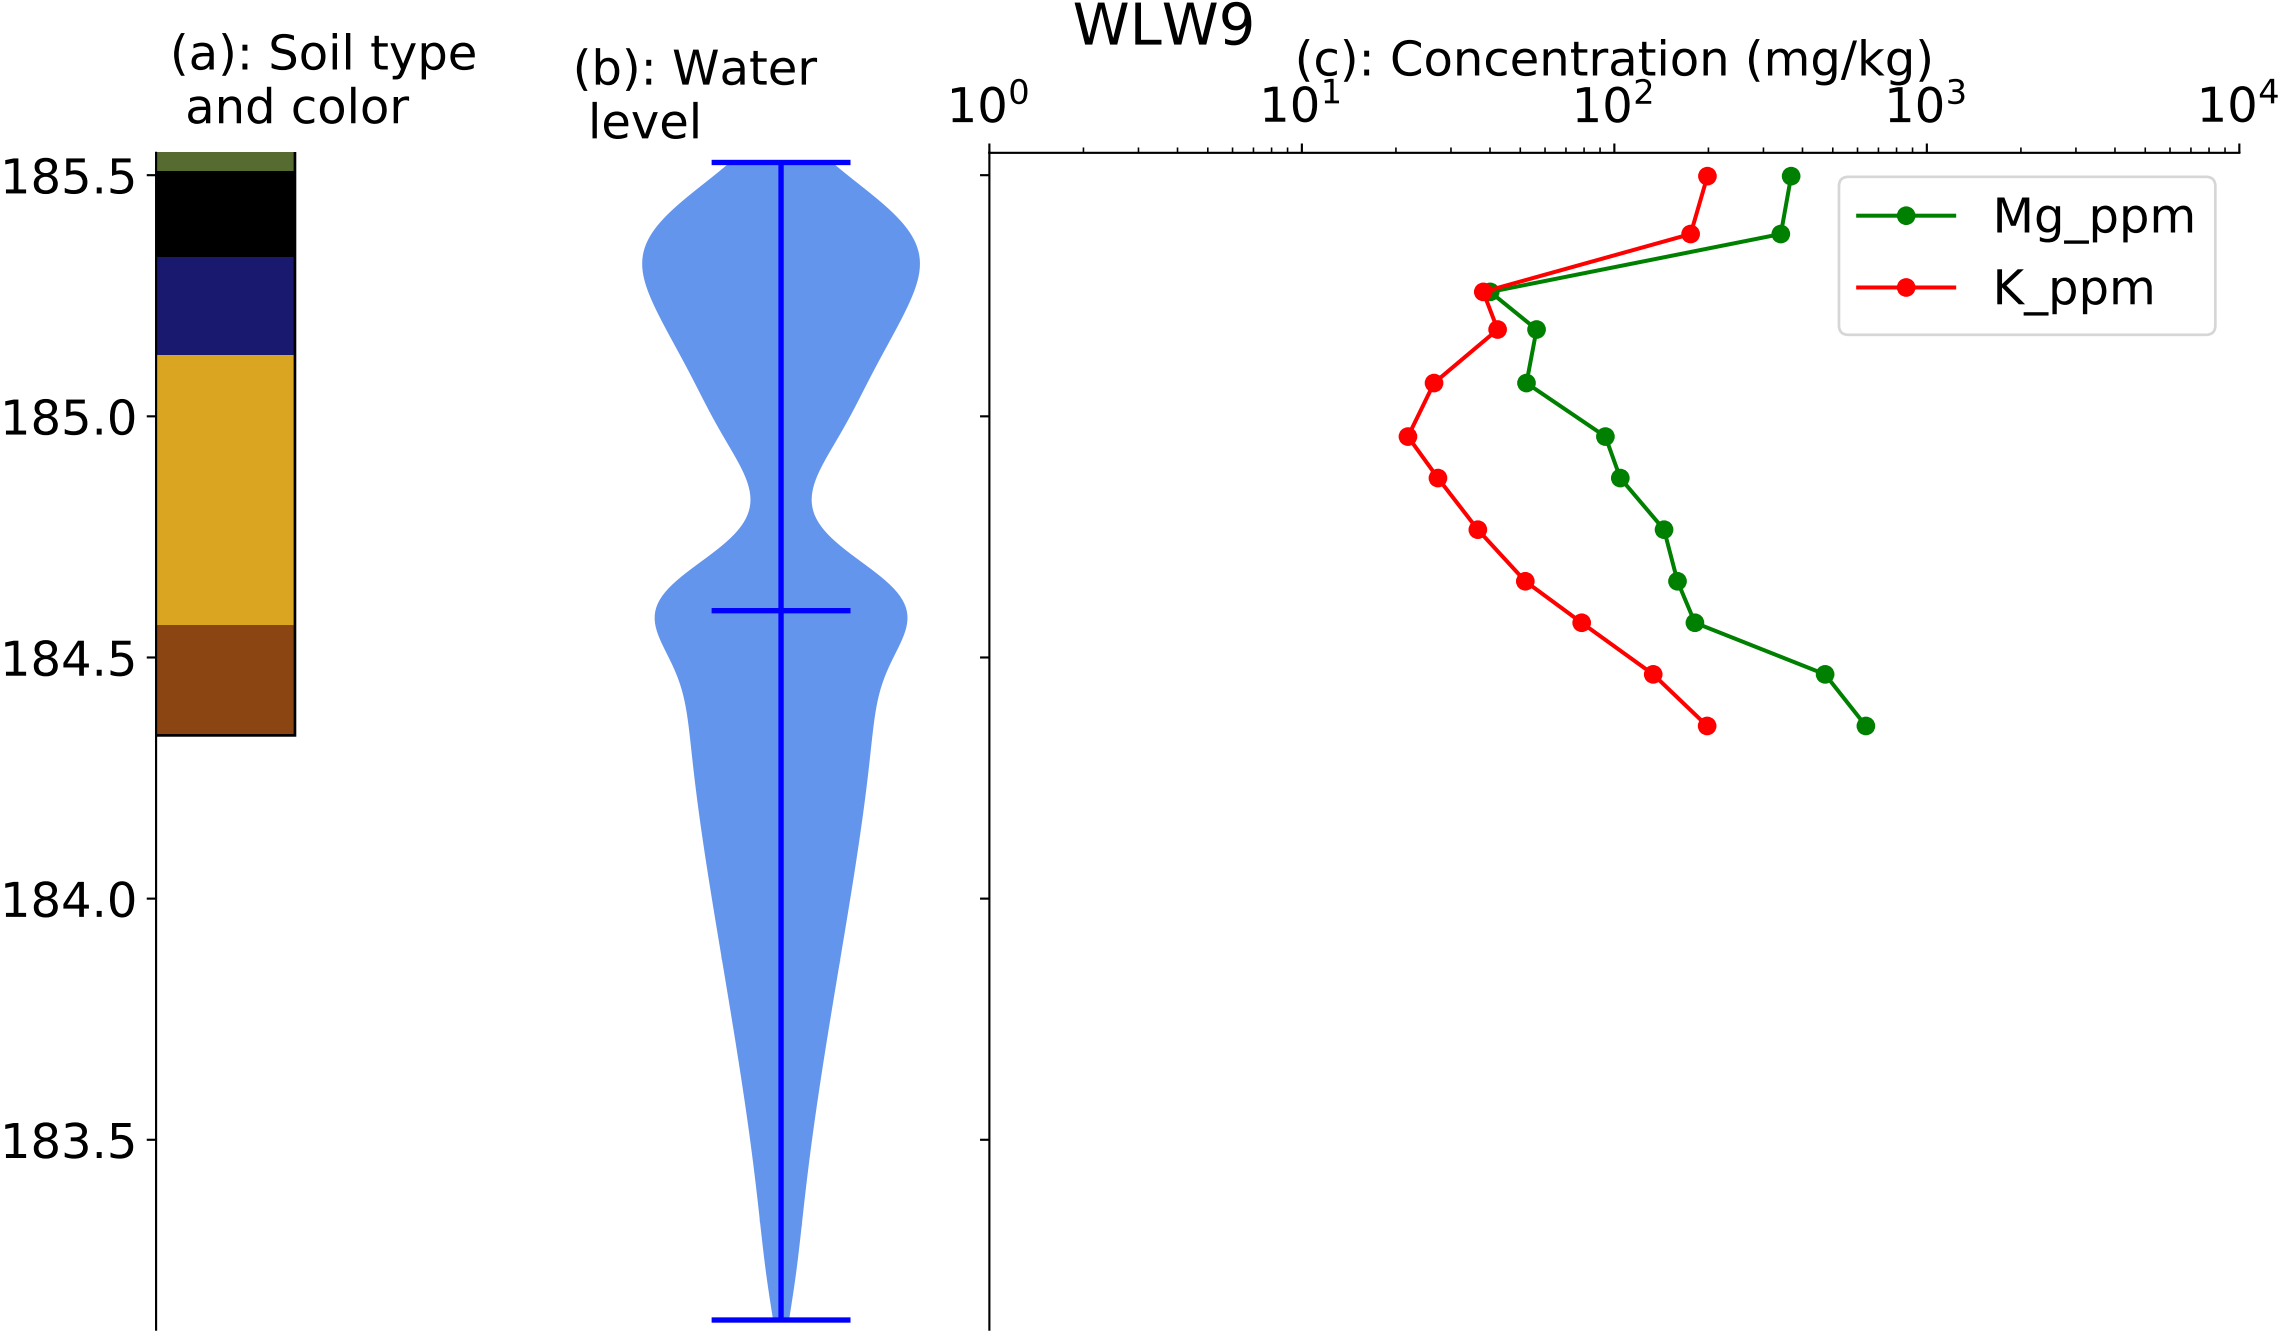 WLW9
(a): Soil type
and color
(b): Water
level
(c): Concentration (mg/kg)
10⁰ 10¹ 10² 10³ 10⁴
185.5
185.0
184.5
184.0
183.5
Mg_ppm
K_ppm